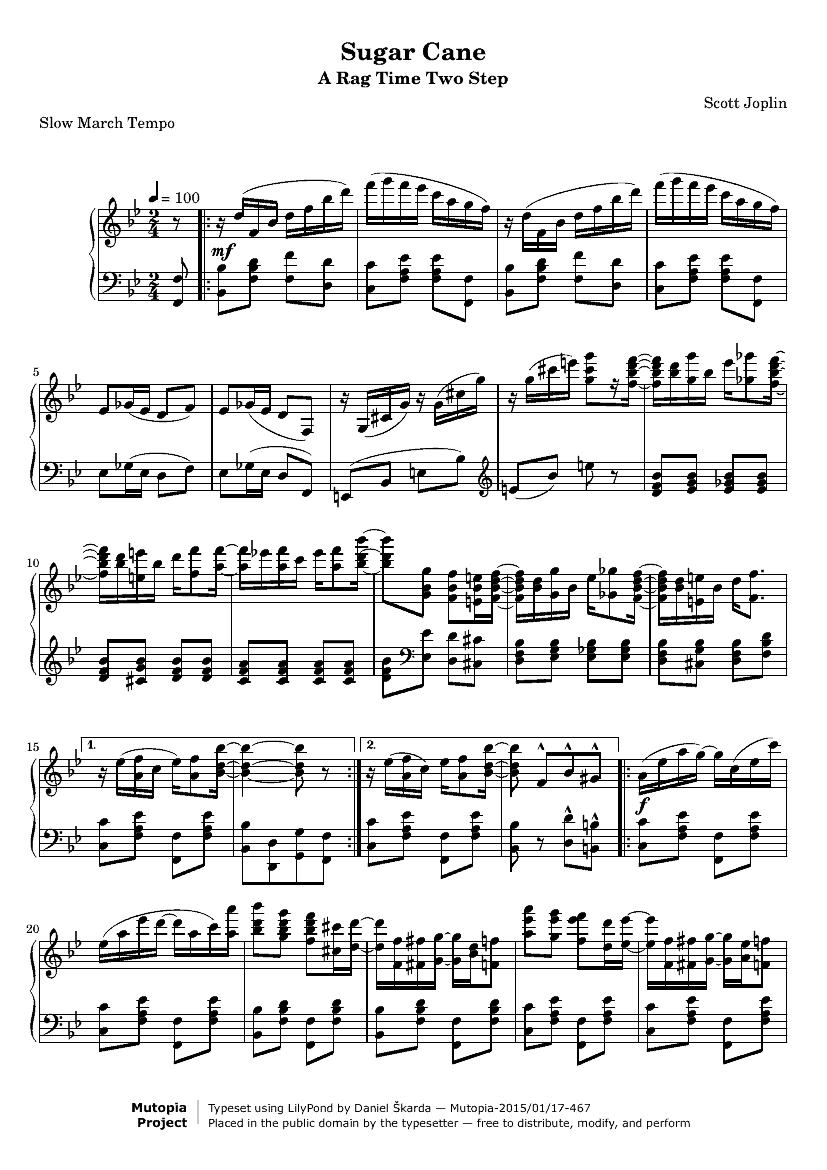 Sugar Cane
A Rag Time Two Step
Scott Joplin
Slow March Tempo
= 100
mf
5
10
15
1.
2.
f
20
Mutopia
Project
Typeset using LilyPond by Daniel Škarda — Mutopia-2015/01/17-467
Placed in the public domain by the typesetter — free to distribute, modify, and perform